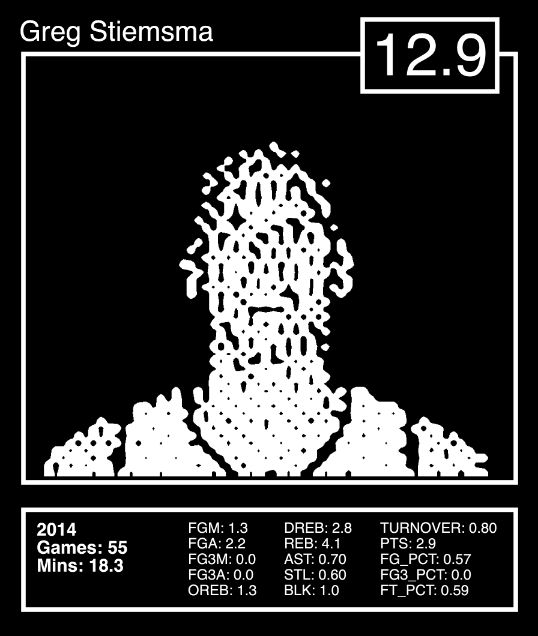 Greg Stiemsma
12.9
2014
Games: 55
Mins: 18.3
FGM: 1.3
FGA: 2.2
FG3M: 0.0
FG3A: 0.0
OREB: 1.3
DREB: 2.8
REB: 4.1
AST: 0.70
STL: 0.60
BLK: 1.0
TURNOVER: 0.80
PTS: 2.9
FG_PCT: 0.57
FG3_PCT: 0.0
FT_PCT: 0.59